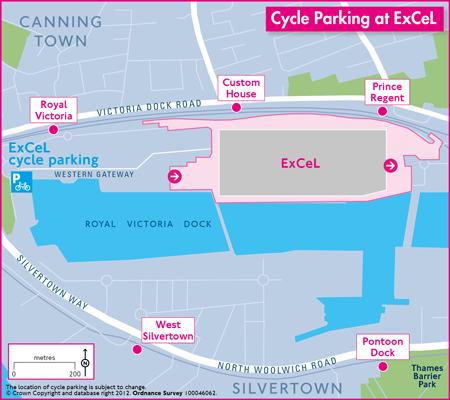 Cycle Parking at ExCeL
CANNING
TOWN
Custom
House
Prince
Regent
Royal
Victoria
VICTORIA DOCK ROAD
ExCeL
cycle parking
P
WESTERN GATEWAY
ExCeL
ROYAL VICTORIA DOCK
SILVERTOWN WAY
West
Silvertown
NORTH WOOLWICH ROAD
Pontoon
Dock
Thames
Barrier
Park
SILVERTOWN
metres
0 200
N
The location of cycle parking is subject to change.
© Crown Copyright and database right 2012. Ordnance Survey 100046062.